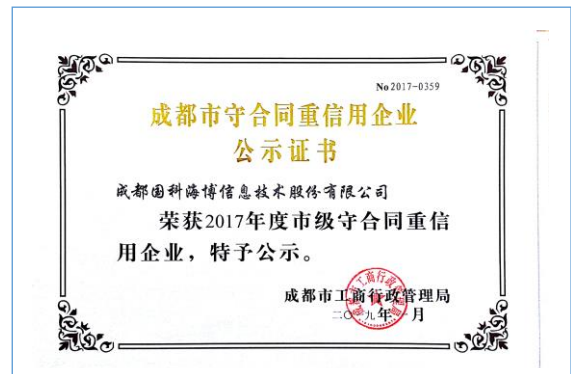 No 2017-0359
成都市守合同重信用企业
公示证书
成都国科海博信息技术股份有限公司
荣获2017年度市级守合同重信
用企业，特予公示。
成都市工商行政管理局
二〇一九年一月